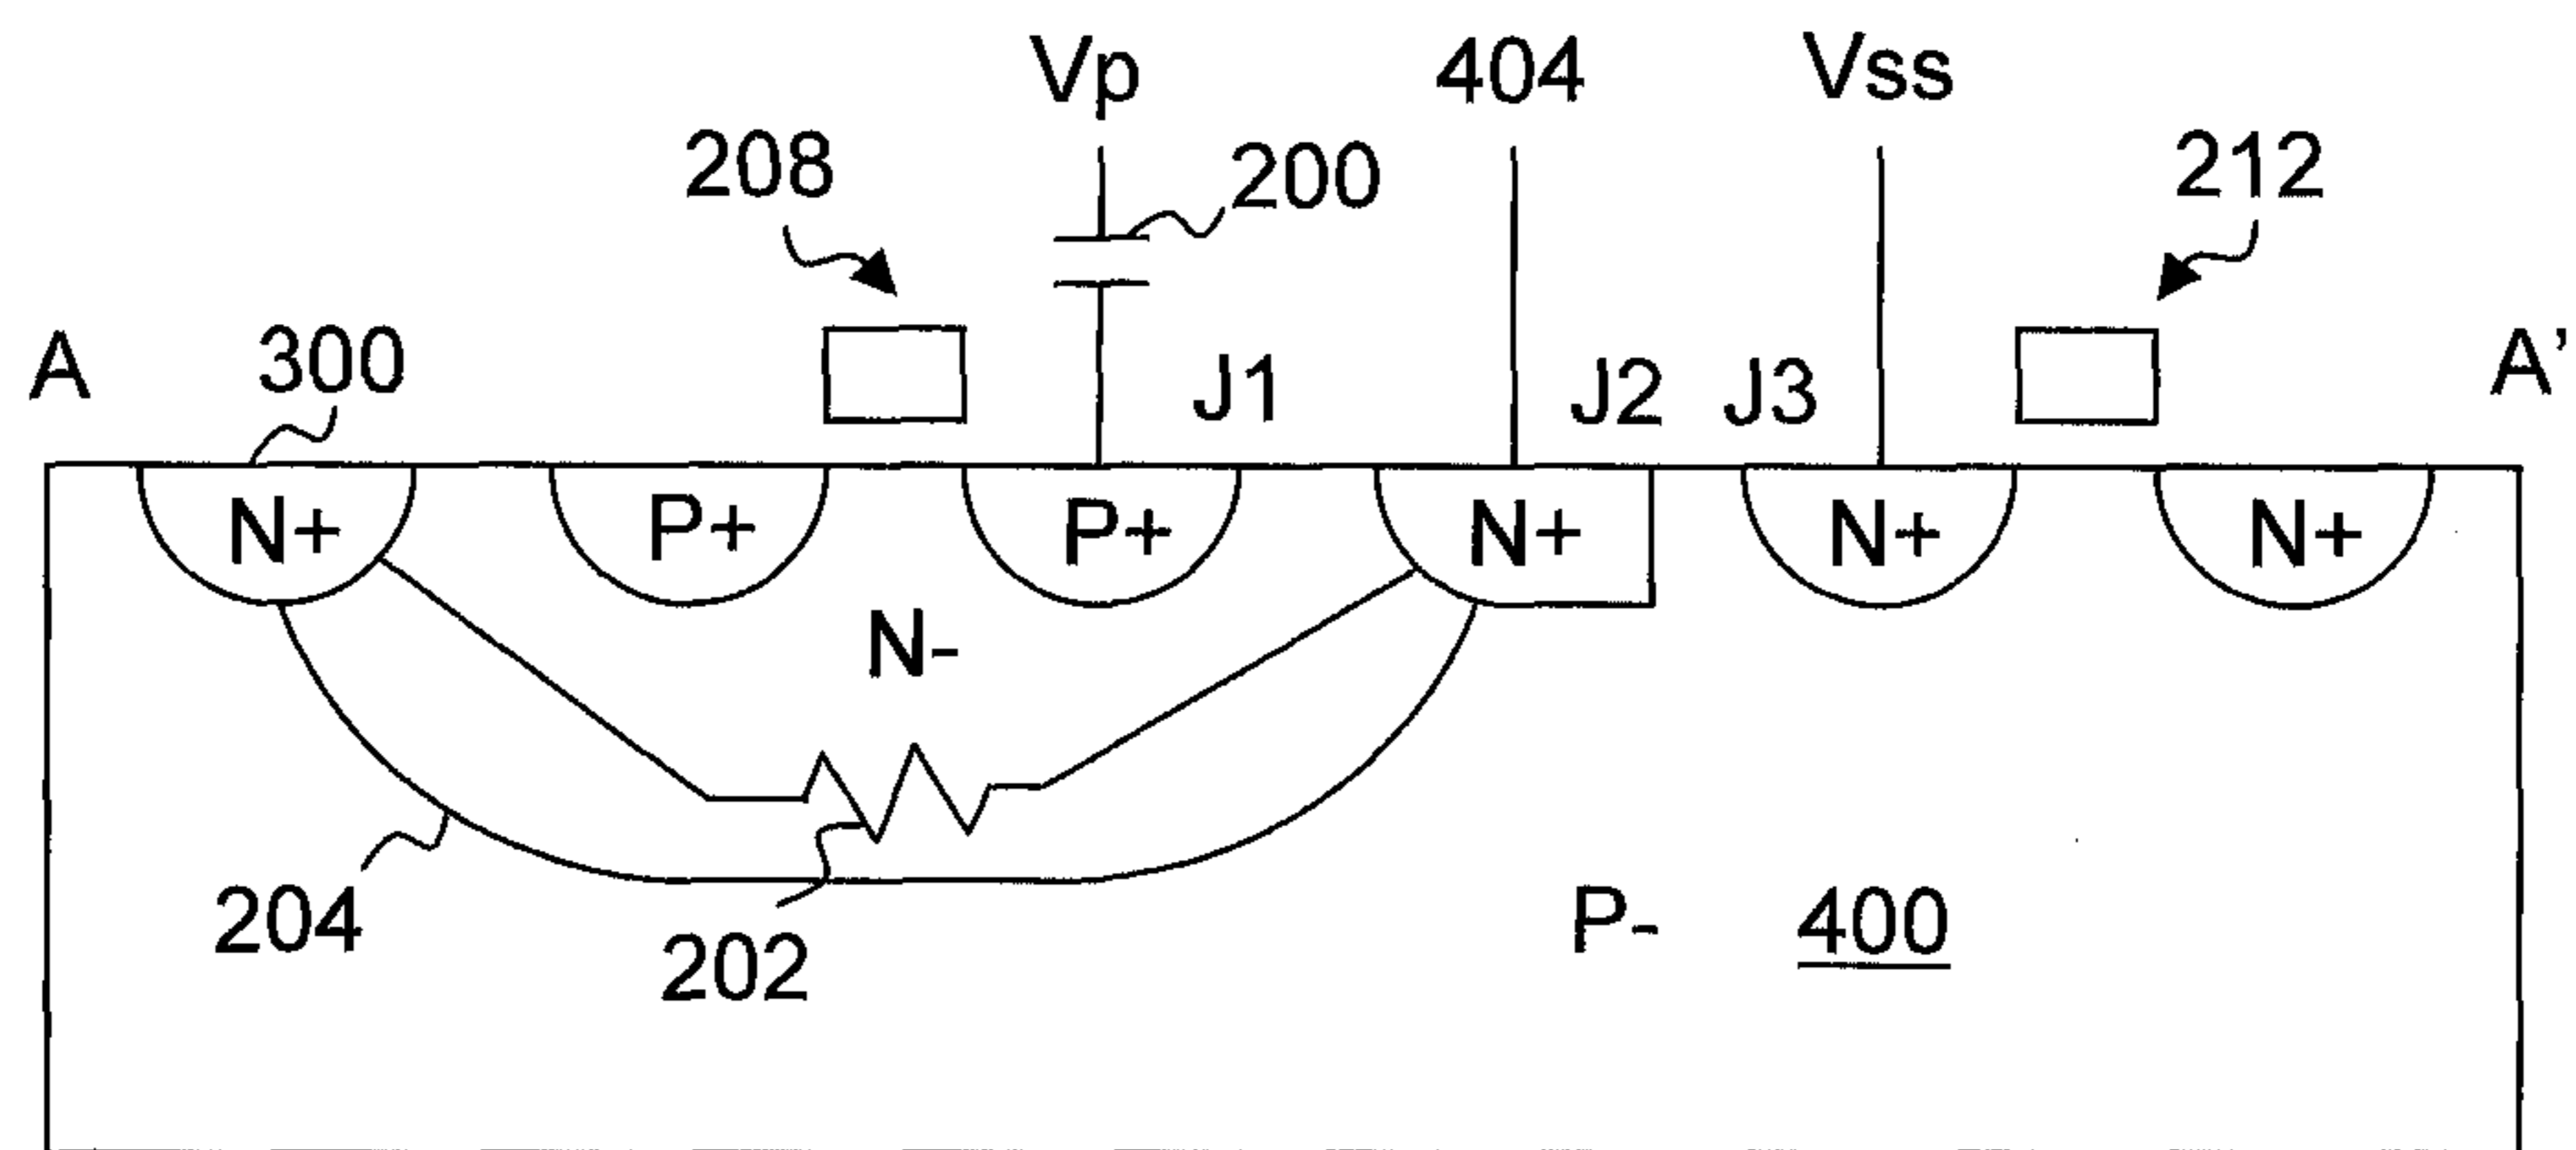 Vp 404 Vss
208 200 212
A 300 J1 J2 J3 A'
N+ P+ P+ N+ N+ N+
N-
204 202 P- 400